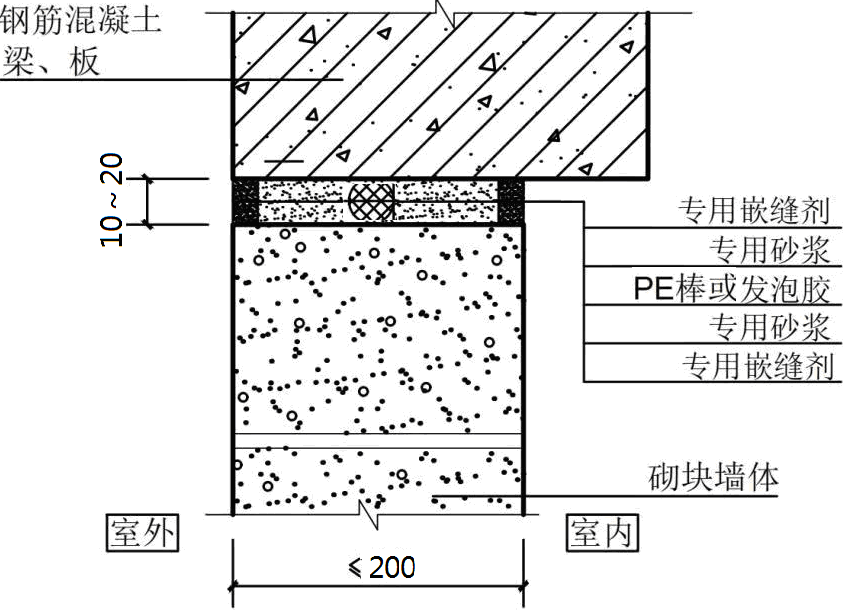 钢筋混凝土
梁、板
10~20
专用嵌缝剂
专用砂浆
PE棒或发泡胶
专用砂浆
专用嵌缝剂
砌块墙体
室外
室内
≤200